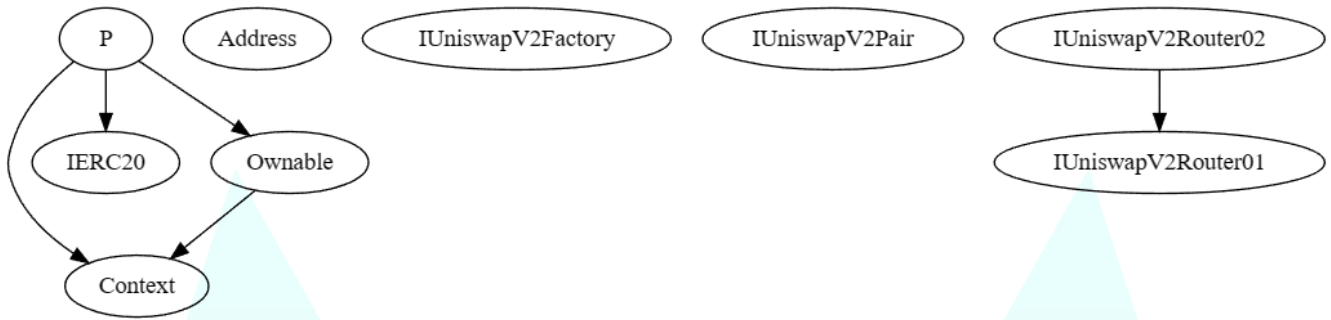 P
Address
IUniswapV2Factory
IUniswapV2Pair
IUniswapV2Router02
IERC20
Ownable
IUniswapV2Router01
Context